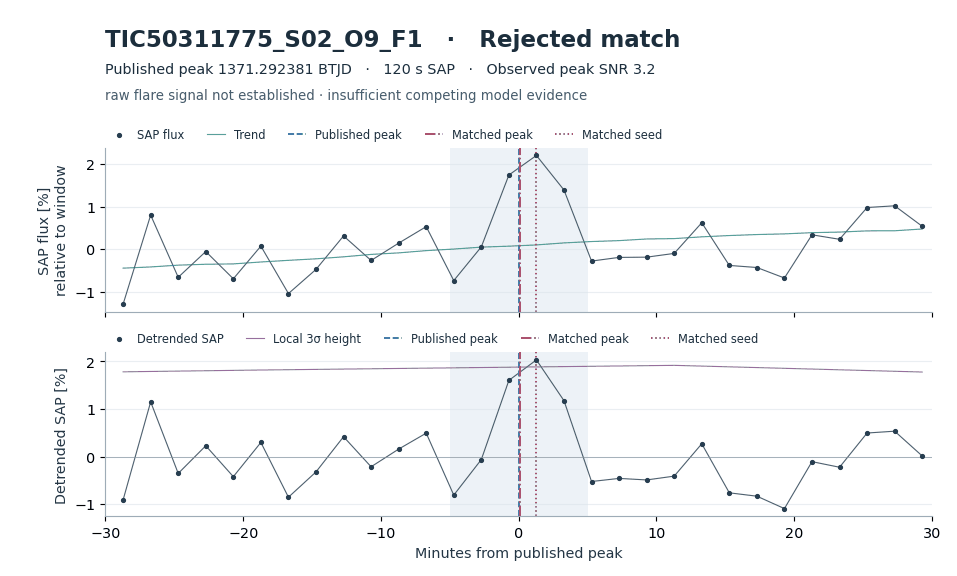 TIC50311775_S02_O9_F1 · Rejected match
Published peak 1371.292381 BTJD · 120 s SAP · Observed peak SNR 3.2
raw flare signal not established · insufficient competing model evidence
SAP flux Trend Published peak Matched peak Matched seed
SAP flux [%]
relative to window
2
1
0
−1
Detrended SAP Local 3σ height Published peak Matched peak Matched seed
Detrended SAP [%]
2
1
0
−1
−30 −20 −10 0 10 20 30
Minutes from published peak